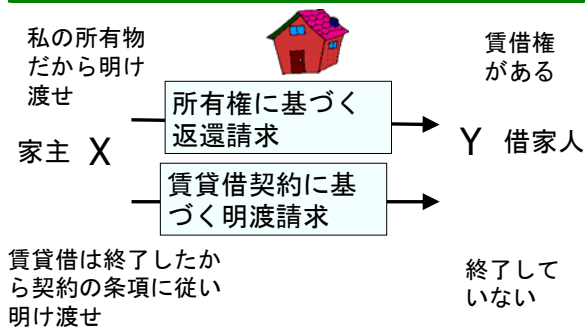 私の所有物
だから明け
渡せ
賃借権
がある
所有権に基づく
返還請求
家主 X
Y 借家人
賃貸借契約に基
づく明渡請求
賃貸借は終了したか
ら契約の条項に従い
明け渡せ
終了して
いない